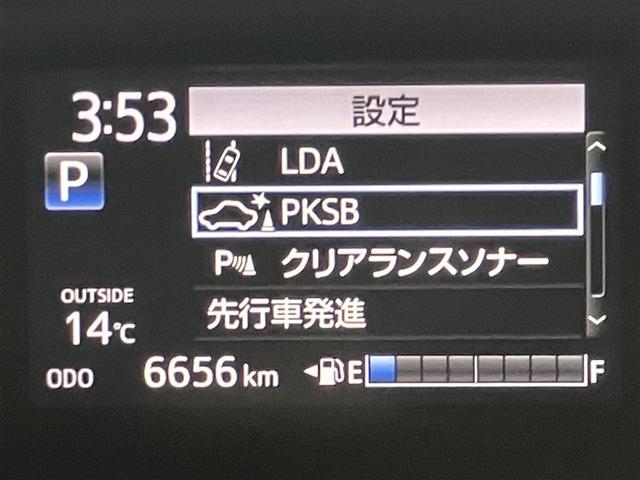 3:53
設定
LDA
P
PKSB
P クリアランスソナー
OUTSIDE
14℃
先行車発進
ODO 6656 km E F